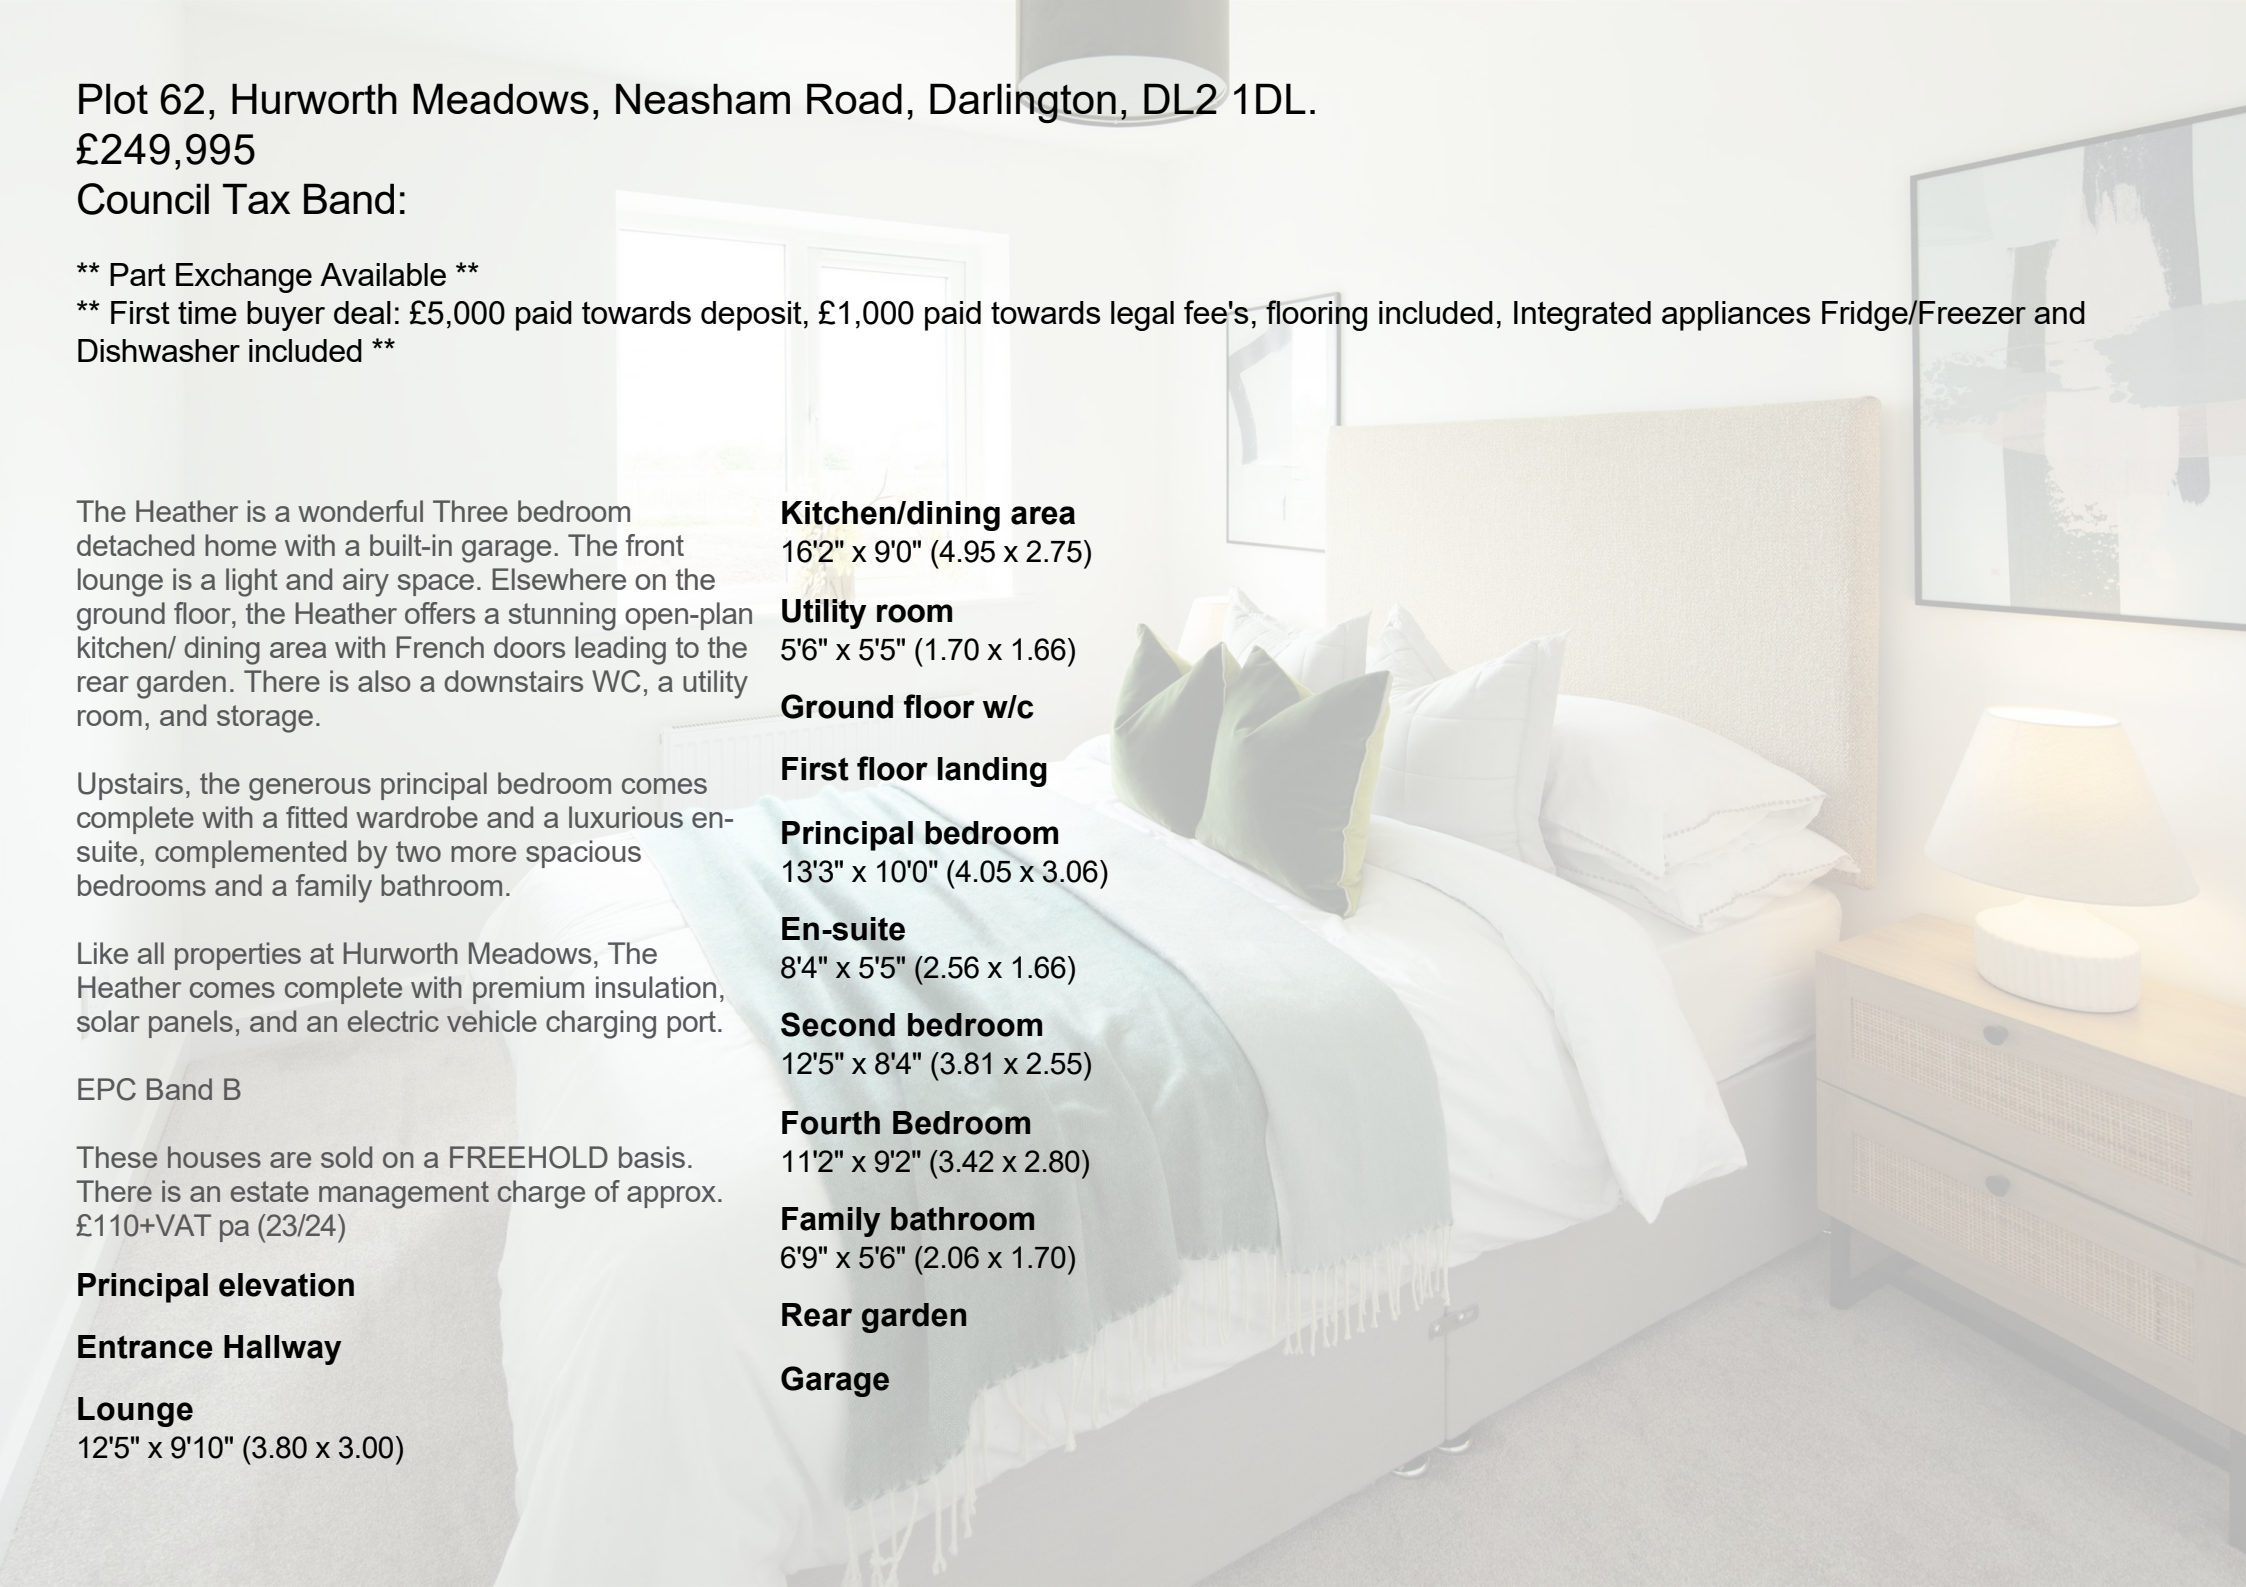 Plot 62, Hurworth Meadows, Neasham Road, Darlington, DL2 1DL.
£249,995
Council Tax Band:
** Part Exchange Available **
** First time buyer deal: £5,000 paid towards deposit, £1,000 paid towards legal fee's, flooring included, Integrated appliances Fridge/Freezer and
Dishwasher included **
The Heather is a wonderful Three bedroom
detached home with a built-in garage. The front
lounge is a light and airy space. Elsewhere on the
ground floor, the Heather offers a stunning open-plan
kitchen/ dining area with French doors leading to the
rear garden. There is also a downstairs WC, a utility
room, and storage.
Upstairs, the generous principal bedroom comes
complete with a fitted wardrobe and a luxurious en-
suite, complemented by two more spacious
bedrooms and a family bathroom.
Like all properties at Hurworth Meadows, The
Heather comes complete with premium insulation,
solar panels, and an electric vehicle charging port.
EPC Band B
These houses are sold on a FREEHOLD basis.
There is an estate management charge of approx.
£110+VAT pa (23/24)
Principal elevation
Entrance Hallway
Lounge
12'5" x 9'10" (3.80 x 3.00)
Kitchen/dining area
16'2" x 9'0" (4.95 x 2.75)
Utility room
5'6" x 5'5" (1.70 x 1.66)
Ground floor w/c
First floor landing
Principal bedroom
13'3" x 10'0" (4.05 x 3.06)
En-suite
8'4" x 5'5" (2.56 x 1.66)
Second bedroom
12'5" x 8'4" (3.81 x 2.55)
Fourth Bedroom
11'2" x 9'2" (3.42 x 2.80)
Family bathroom
6'9" x 5'6" (2.06 x 1.70)
Rear garden
Garage